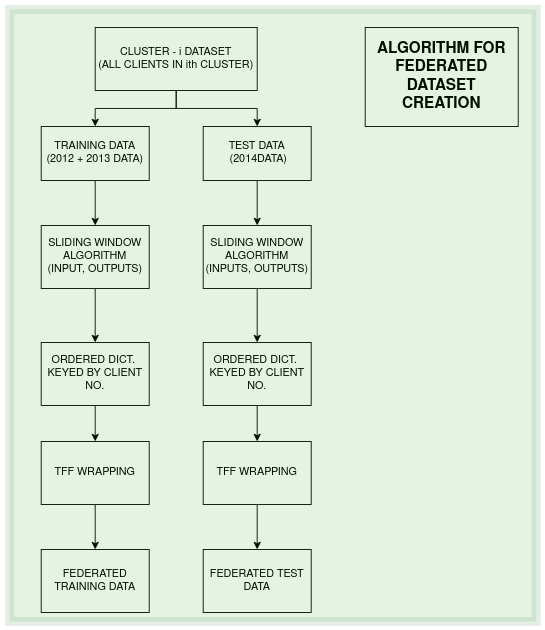 CLUSTER - i DATASET
(ALL CLIENTS IN ith CLUSTER)
ALGORITHM FOR
FEDERATED
DATASET
CREATION
TRAINING DATA
(2012 + 2013 DATA)
TEST DATA
(2014DATA)
SLIDING WINDOW
ALGORITHM
(INPUT, OUTPUTS)
SLIDING WINDOW
ALGORITHM
(INPUTS, OUTPUTS)
ORDERED DICT.
KEYED BY CLIENT
NO.
ORDERED DICT.
KEYED BY CLIENT
NO.
TFF WRAPPING
TFF WRAPPING
FEDERATED
TRAINING DATA
FEDERATED TEST
DATA